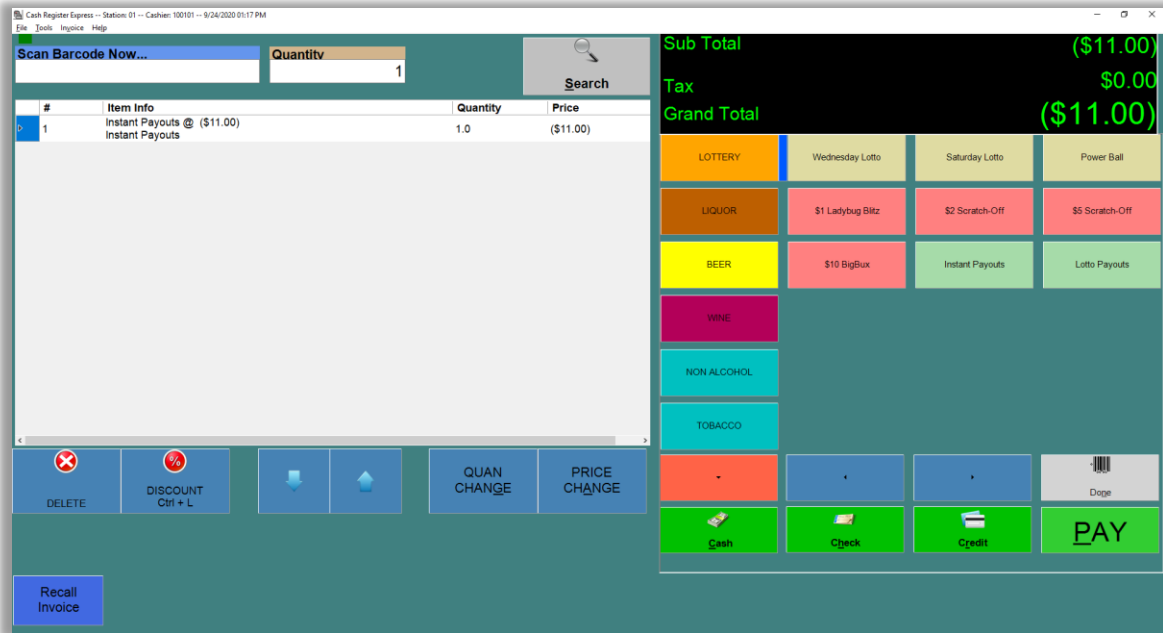 Cash Register Express -- Station: 01 -- Cashier: 100101 -- 9/24/2020 01:17 PM
File Tools Invoice Help
Scan Barcode Now...
Quantity
1
Search
Sub Total ($11.00)
Tax $0.00
Grand Total ($11.00)
# Item Info Quantity Price
1 Instant Payouts @ ($11.00) 1.0 ($11.00)
Instant Payouts
LOTTERY Wednesday Lotto Saturday Lotto Power Ball
LIQUOR $1 Ladybug Blitz $2 Scratch-Off $5 Scratch-Off
BEER $10 BigBux Instant Payouts Lotto Payouts
WINE
NON ALCOHOL
TOBACCO
DELETE
DISCOUNT
Ctrl + L
QUAN
CHANGE
PRICE
CHANGE
Done
Cash Check Credit PAY
Recall
Invoice